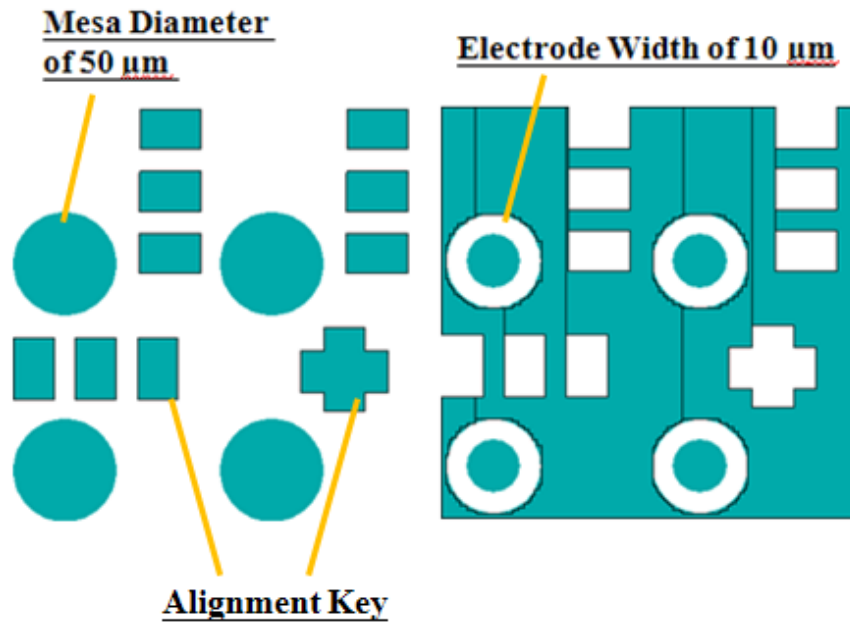 Mesa Diameter
of 50 µm
Electrode Width of 10 µm
Alignment Key